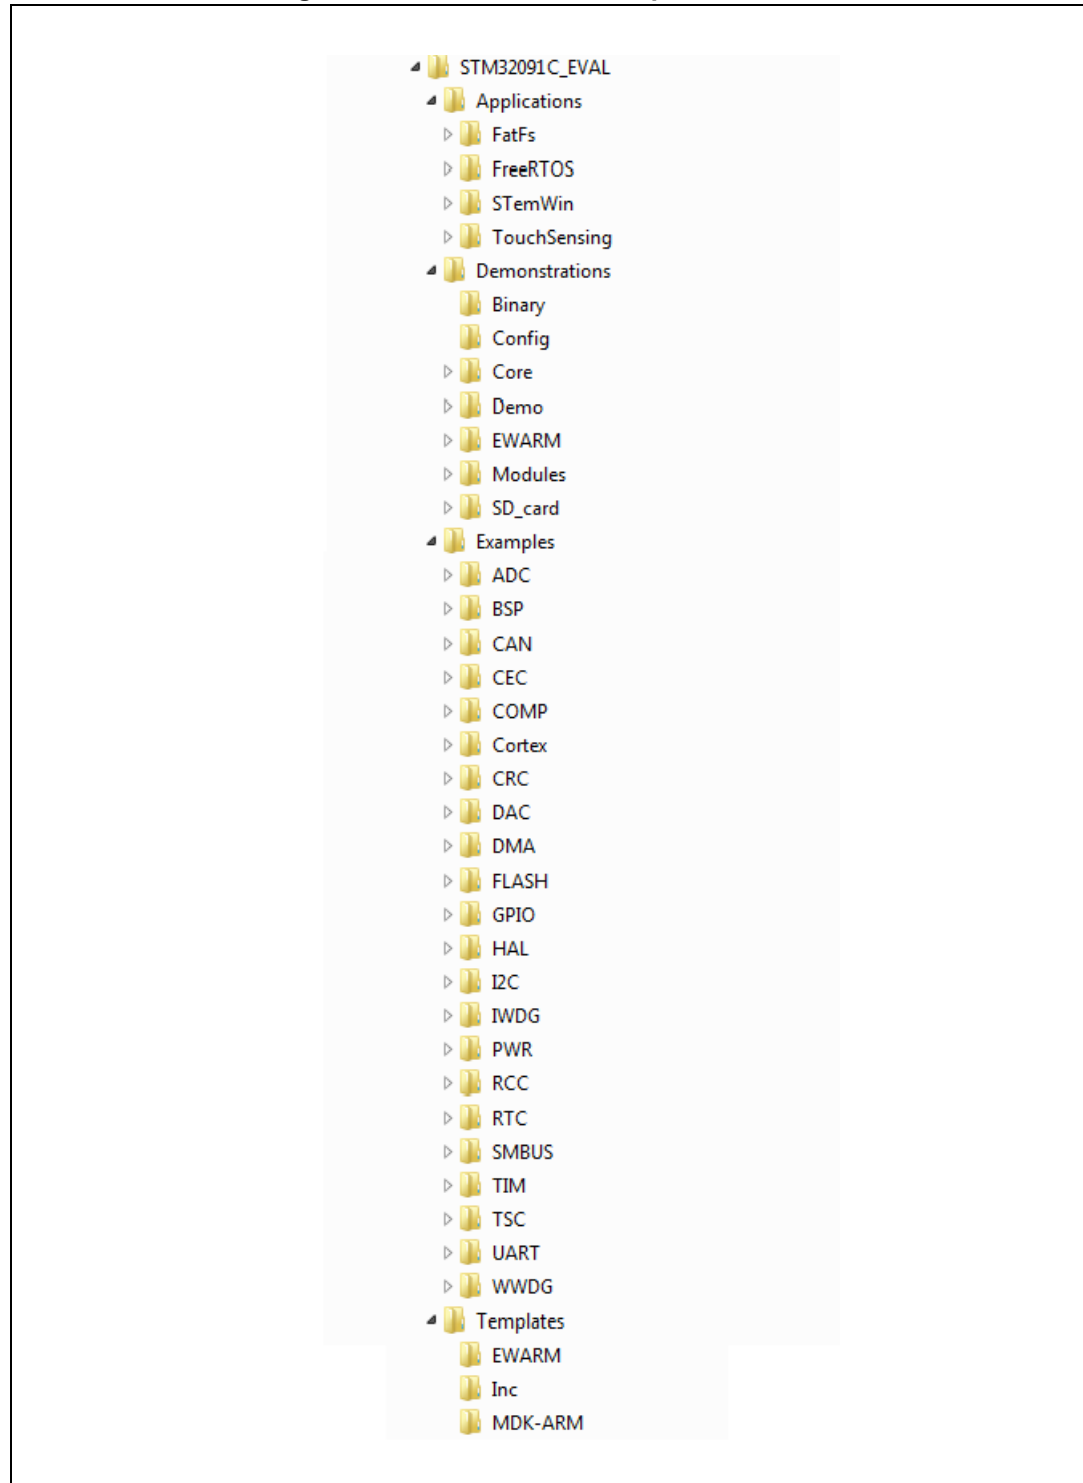 STM32091C_EVAL
Applications
FatFs
FreeRTOS
STemWin
TouchSensing
Demonstrations
Binary
Config
Core
Demo
EWARM
Modules
SD_card
Examples
ADC
BSP
CAN
CEC
COMP
Cortex
CRC
DAC
DMA
FLASH
GPIO
HAL
I2C
IWDG
PWR
RCC
RTC
SMBUS
TIM
TSC
UART
WWDG
Templates
EWARM
Inc
MDK-ARM